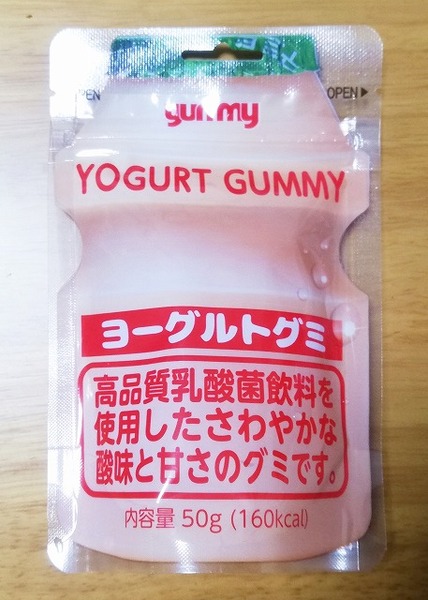 OPEN▶
yummy
YOGURT GUMMY
ヨーグルトグミ
高品質乳酸菌飲料を
使用したさわやかな
酸味と甘さのグミです。
内容量 50g (160kcal)